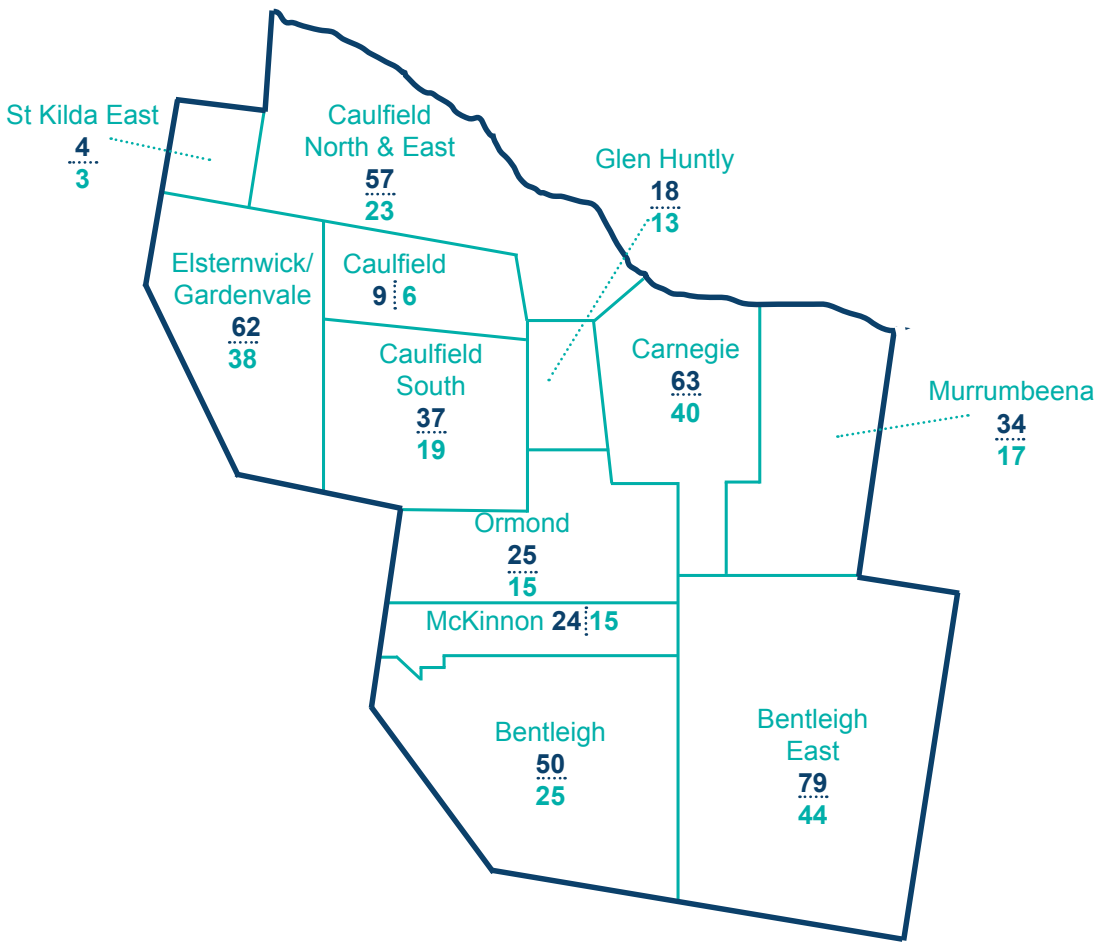 St Kilda East
4
3
Caulfield
North & East
57
23
Glen Huntly
18
13
Elsternwick/
Gardenvale
62
38
Caulfield
9 6
Caulfield
South
37
19
Carnegie
63
40
Murrumbeena
34
17
Ormond
25
15
McKinnon 24 15
Bentleigh
50
25
Bentleigh
East
79
44